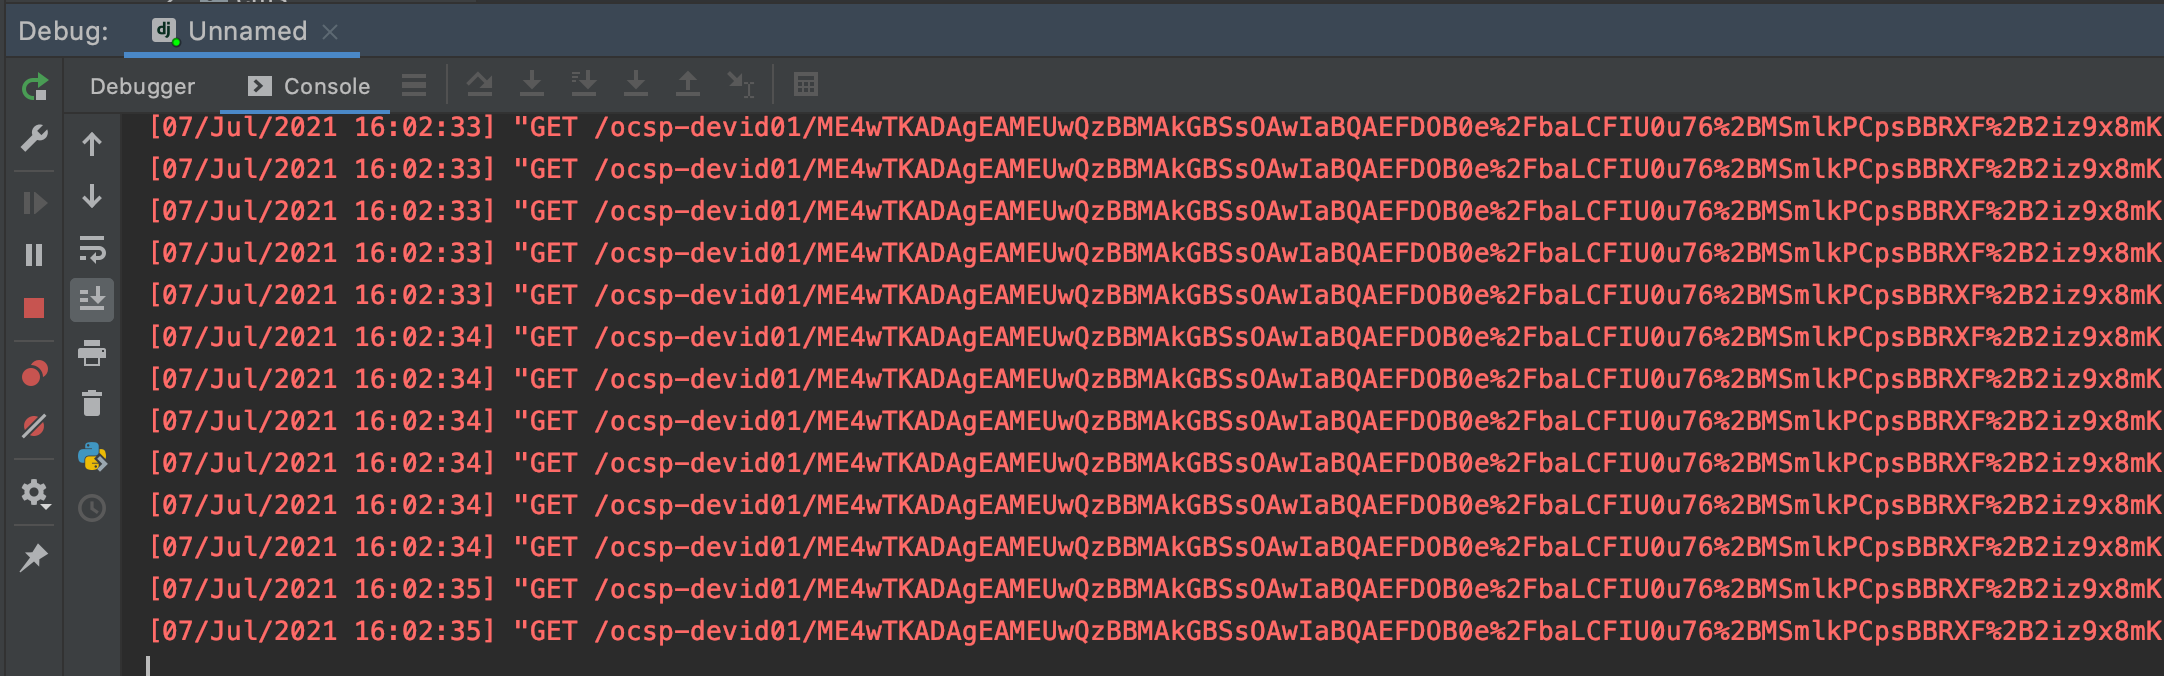 Debug: dj Unnamed
Debugger Console
[07/Jul/2021 16:02:33] "GET /ocsp-devid01/ME4wTKADAgEAMEUwQzBBMAkGBSsOAwIaBQAEFDOB0e%2FbaLCFIU0u76%2BMSmlkPCpsBBRXF%2B2iz9x8mK
[07/Jul/2021 16:02:33] "GET /ocsp-devid01/ME4wTKADAgEAMEUwQzBBMAkGBSsOAwIaBQAEFDOB0e%2FbaLCFIU0u76%2BMSmlkPCpsBBRXF%2B2iz9x8mK
[07/Jul/2021 16:02:33] "GET /ocsp-devid01/ME4wTKADAgEAMEUwQzBBMAkGBSsOAwIaBQAEFDOB0e%2FbaLCFIU0u76%2BMSmlkPCpsBBRXF%2B2iz9x8mK
[07/Jul/2021 16:02:33] "GET /ocsp-devid01/ME4wTKADAgEAMEUwQzBBMAkGBSsOAwIaBQAEFDOB0e%2FbaLCFIU0u76%2BMSmlkPCpsBBRXF%2B2iz9x8mK
[07/Jul/2021 16:02:33] "GET /ocsp-devid01/ME4wTKADAgEAMEUwQzBBMAkGBSsOAwIaBQAEFDOB0e%2FbaLCFIU0u76%2BMSmlkPCpsBBRXF%2B2iz9x8mK
[07/Jul/2021 16:02:34] "GET /ocsp-devid01/ME4wTKADAgEAMEUwQzBBMAkGBSsOAwIaBQAEFDOB0e%2FbaLCFIU0u76%2BMSmlkPCpsBBRXF%2B2iz9x8mK
[07/Jul/2021 16:02:34] "GET /ocsp-devid01/ME4wTKADAgEAMEUwQzBBMAkGBSsOAwIaBQAEFDOB0e%2FbaLCFIU0u76%2BMSmlkPCpsBBRXF%2B2iz9x8mK
[07/Jul/2021 16:02:34] "GET /ocsp-devid01/ME4wTKADAgEAMEUwQzBBMAkGBSsOAwIaBQAEFDOB0e%2FbaLCFIU0u76%2BMSmlkPCpsBBRXF%2B2iz9x8mK
[07/Jul/2021 16:02:34] "GET /ocsp-devid01/ME4wTKADAgEAMEUwQzBBMAkGBSsOAwIaBQAEFDOB0e%2FbaLCFIU0u76%2BMSmlkPCpsBBRXF%2B2iz9x8mK
[07/Jul/2021 16:02:34] "GET /ocsp-devid01/ME4wTKADAgEAMEUwQzBBMAkGBSsOAwIaBQAEFDOB0e%2FbaLCFIU0u76%2BMSmlkPCpsBBRXF%2B2iz9x8mK
[07/Jul/2021 16:02:34] "GET /ocsp-devid01/ME4wTKADAgEAMEUwQzBBMAkGBSsOAwIaBQAEFDOB0e%2FbaLCFIU0u76%2BMSmlkPCpsBBRXF%2B2iz9x8mK
[07/Jul/2021 16:02:35] "GET /ocsp-devid01/ME4wTKADAgEAMEUwQzBBMAkGBSsOAwIaBQAEFDOB0e%2FbaLCFIU0u76%2BMSmlkPCpsBBRXF%2B2iz9x8mK
[07/Jul/2021 16:02:35] "GET /ocsp-devid01/ME4wTKADAgEAMEUwQzBBMAkGBSsOAwIaBQAEFDOB0e%2FbaLCFIU0u76%2BMSmlkPCpsBBRXF%2B2iz9x8mK